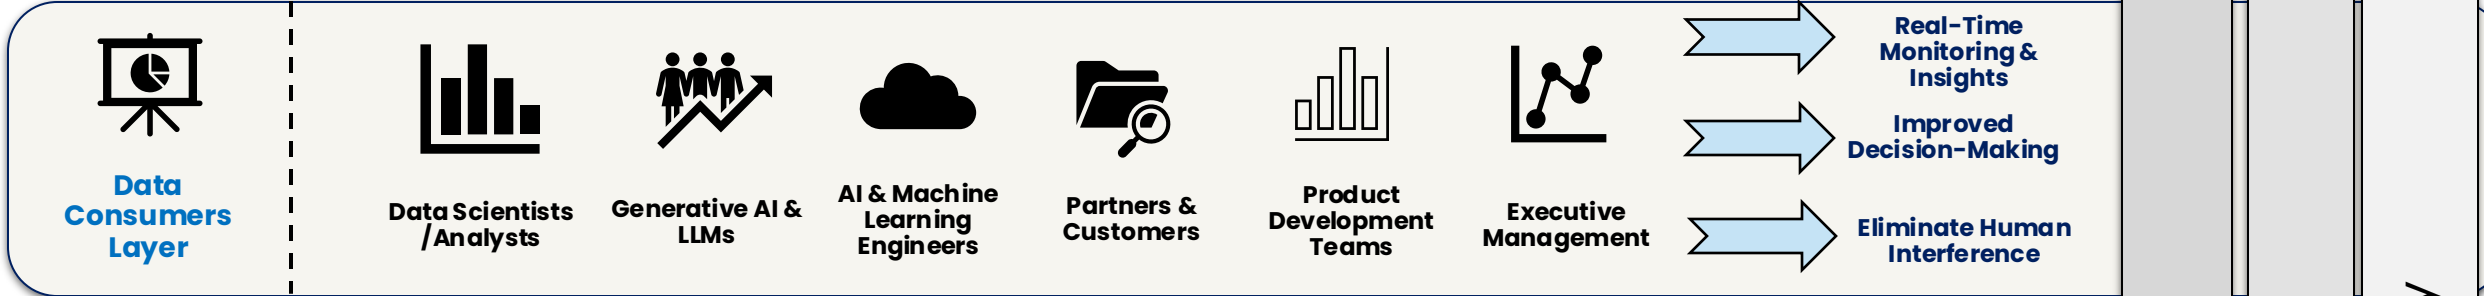 Data
Consumers
Layer
Data Scientists
/Analysts
Generative AI &
LLMs
AI & Machine
Learning
Engineers
Partners &
Customers
Product
Development
Teams
Executive
Management
Real-Time
Monitoring &
Insights
Improved
Decision-Making
Eliminate Human
Interference